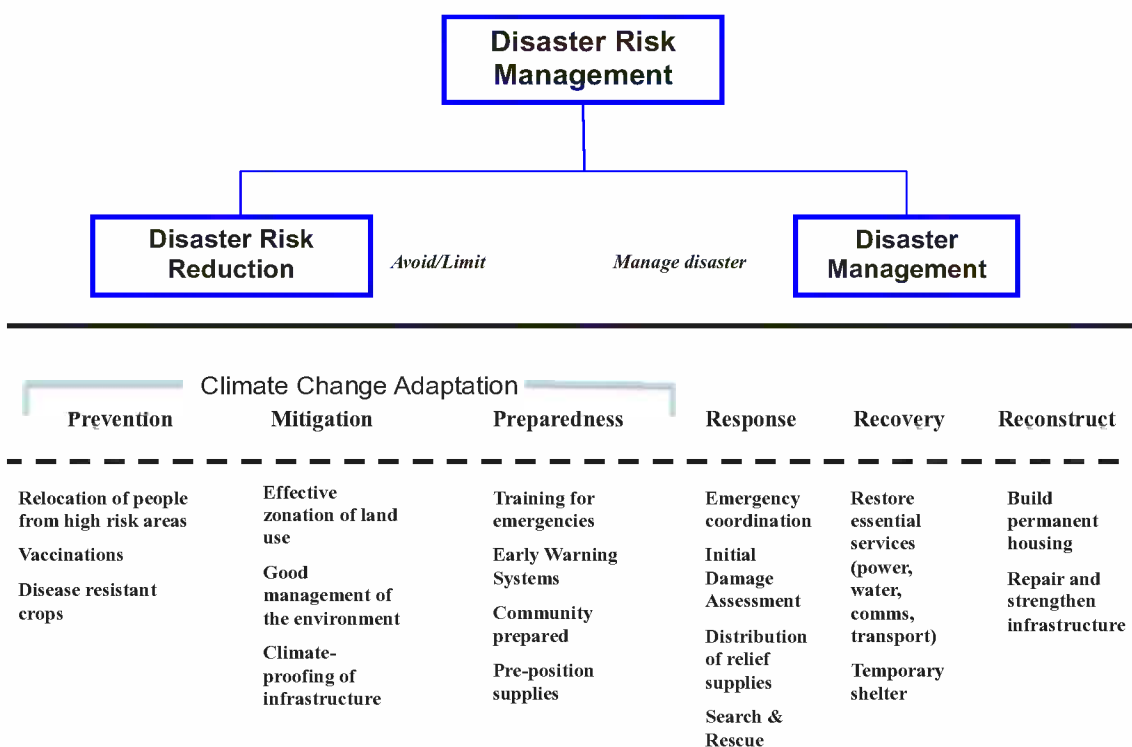 Disaster Risk
Management
Disaster Risk
Reduction
Avoid/Limit
Manage disaster
Disaster
Management
Climate Change Adaptation
Prevention
Mitigation
Preparedness
Response
Recovery
Reconstruct
Relocation of people
from high risk areas
Vaccinations
Disease resistant
crops
Effective
zonation of land
use
Good
management of
the environment
Climate-
proofing of
infrastructure
Training for
emergencies
Early Warning
Systems
Community
prepared
Pre-position
supplies
Emergency
coordination
Initial
Damage
Assessment
Distribution
of relief
supplies
Search &
Rescue
Restore
essential
services
(power,
water,
comms,
transport)
Temporary
shelter
Build
permanent
housing
Repair and
strengthen
infrastructure